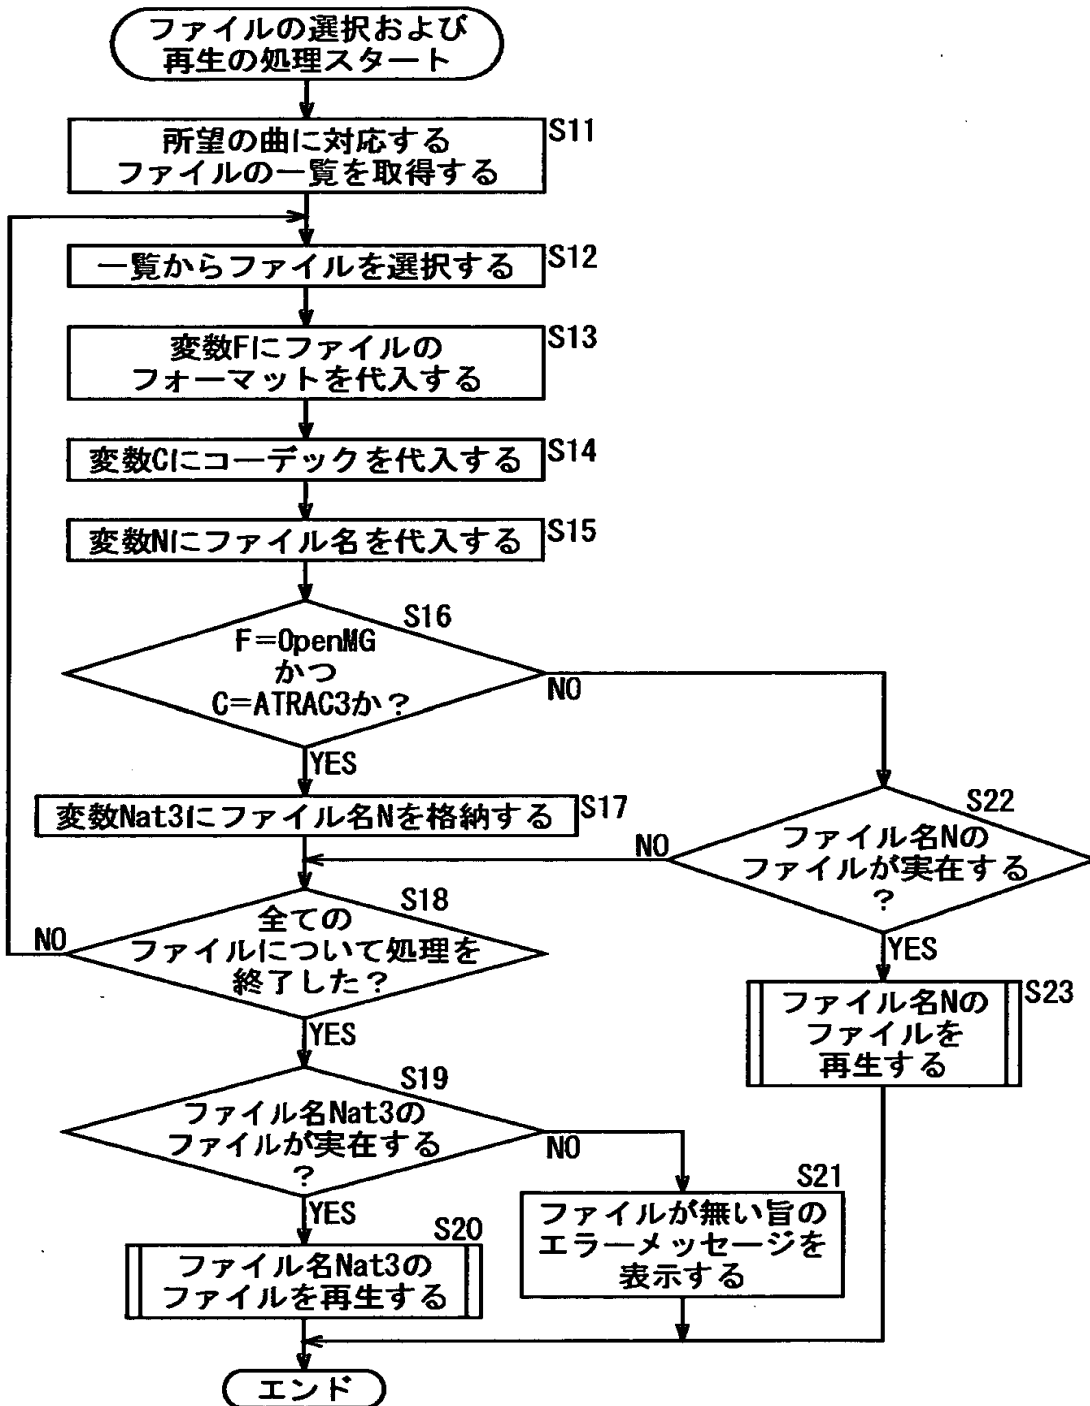 ファイルの選択および
再生の処理スタート
S11
所望の曲に対応する
ファイルの一覧を取得する
S12
一覧からファイルを選択する
S13
変数Fにファイルの
フォーマットを代入する
S14
変数Cにコーデックを代入する
S15
変数Nにファイル名を代入する
S16
F=OpenMG
かつ
C=ATRAC3か?
NO
YES
S17
変数Nat3にファイル名Nを格納する
S22
ファイル名Nの
ファイルが実在する
?
NO
YES
S18
全ての
ファイルについて処理を
終了した?
NO
YES
S23
ファイル名Nの
ファイルを
再生する
S19
ファイル名Nat3の
ファイルが実在する
?
NO
YES
S21
ファイルが無い旨の
エラーメッセージを
表示する
S20
ファイル名Nat3の
ファイルを再生する
エンド